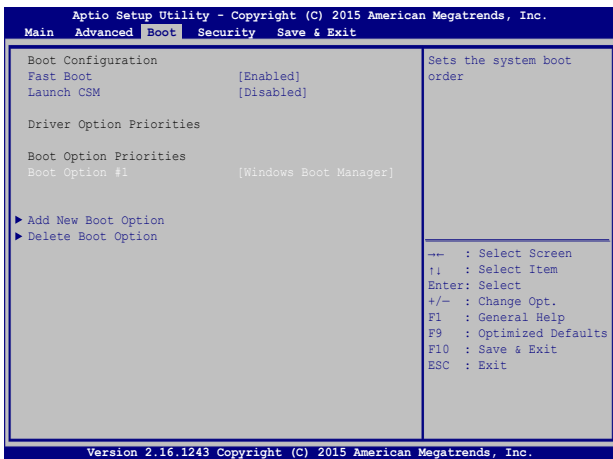 Aptio Setup Utility - Copyright (C) 2015 American Megatrends, Inc.
Main Advanced Boot Security Save & Exit
Boot Configuration
Fast Boot [Enabled]
Launch CSM [Disabled]
Driver Option Priorities
Boot Option Priorities
Boot Option #1 [Windows Boot Manager]
▶ Add New Boot Option
▶ Delete Boot Option
Sets the system boot
order
→← : Select Screen
↑↓ : Select Item
Enter: Select
+/— : Change Opt.
F1 : General Help
F9 : Optimized Defaults
F10 : Save & Exit
ESC : Exit
Version 2.16.1243 Copyright (C) 2015 American Megatrends, Inc.